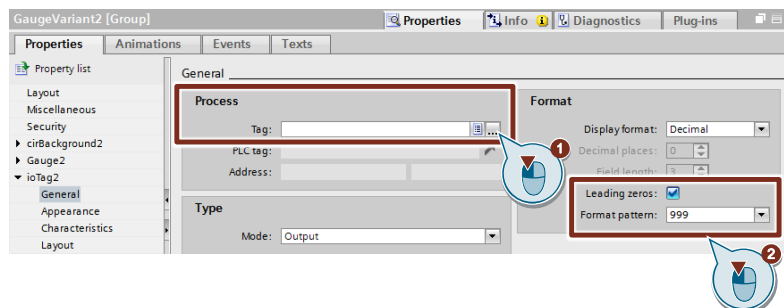 GaugeVariant2 [Group]
Properties
Info
Diagnostics
Plug-ins
Properties
Animations
Events
Texts
Property list
General
Layout
Miscellaneous
Security
cirBackground2
Gauge2
ioTag2
General
Appearance
Characteristics
Layout
Process
Tag:
...
PLC tag:
Address:
Type
Mode: Output
Format
Display format: Decimal
Decimal places: 0
Field length: 3
Leading zeros:
Format pattern: 999
1
2